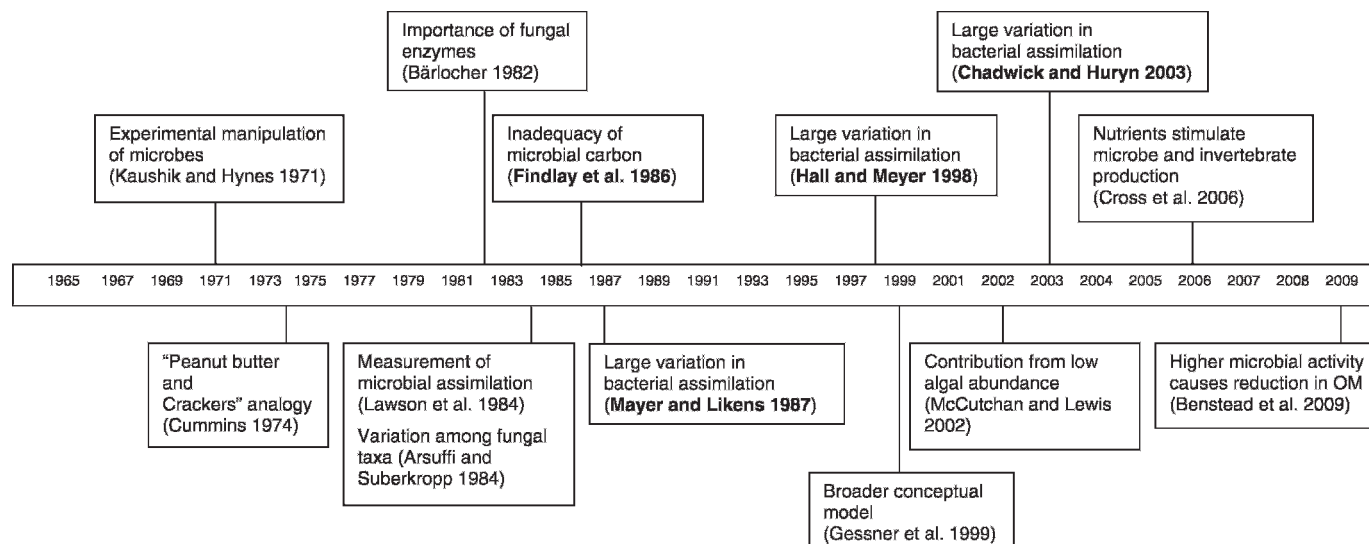 Importance of fungal
enzymes
(Bärlocher 1982)
Large variation in
bacterial assimilation
(Chadwick and Huryn 2003)
Experimental manipulation
of microbes
(Kaushik and Hynes 1971)
Inadequacy of
microbial carbon
(Findlay et al. 1986)
Large variation in
bacterial assimilation
(Hall and Meyer 1998)
Nutrients stimulate
microbe and invertebrate
production
(Cross et al. 2006)
1965 1967 1969 1971 1973 1975 1977 1979 1981 1983 1985 1987 1989 1991 1993 1995 1997 1999 2001 2002 2003 2004 2005 2006 2007 2008 2009
“Peanut butter
and
Crackers” analogy
(Cummins 1974)
Measurement of
microbial assimilation
(Lawson et al. 1984)
Variation among fungal
taxa (Arsuffi and
Suberkropp 1984)
Large variation in
bacterial assimilation
(Mayer and Likens 1987)
Broader conceptual
model
(Gessner et al. 1999)
Contribution from low
algal abundance
(McCutchan and Lewis
2002)
Higher microbial activity
causes reduction in OM
(Benstead et al. 2009)